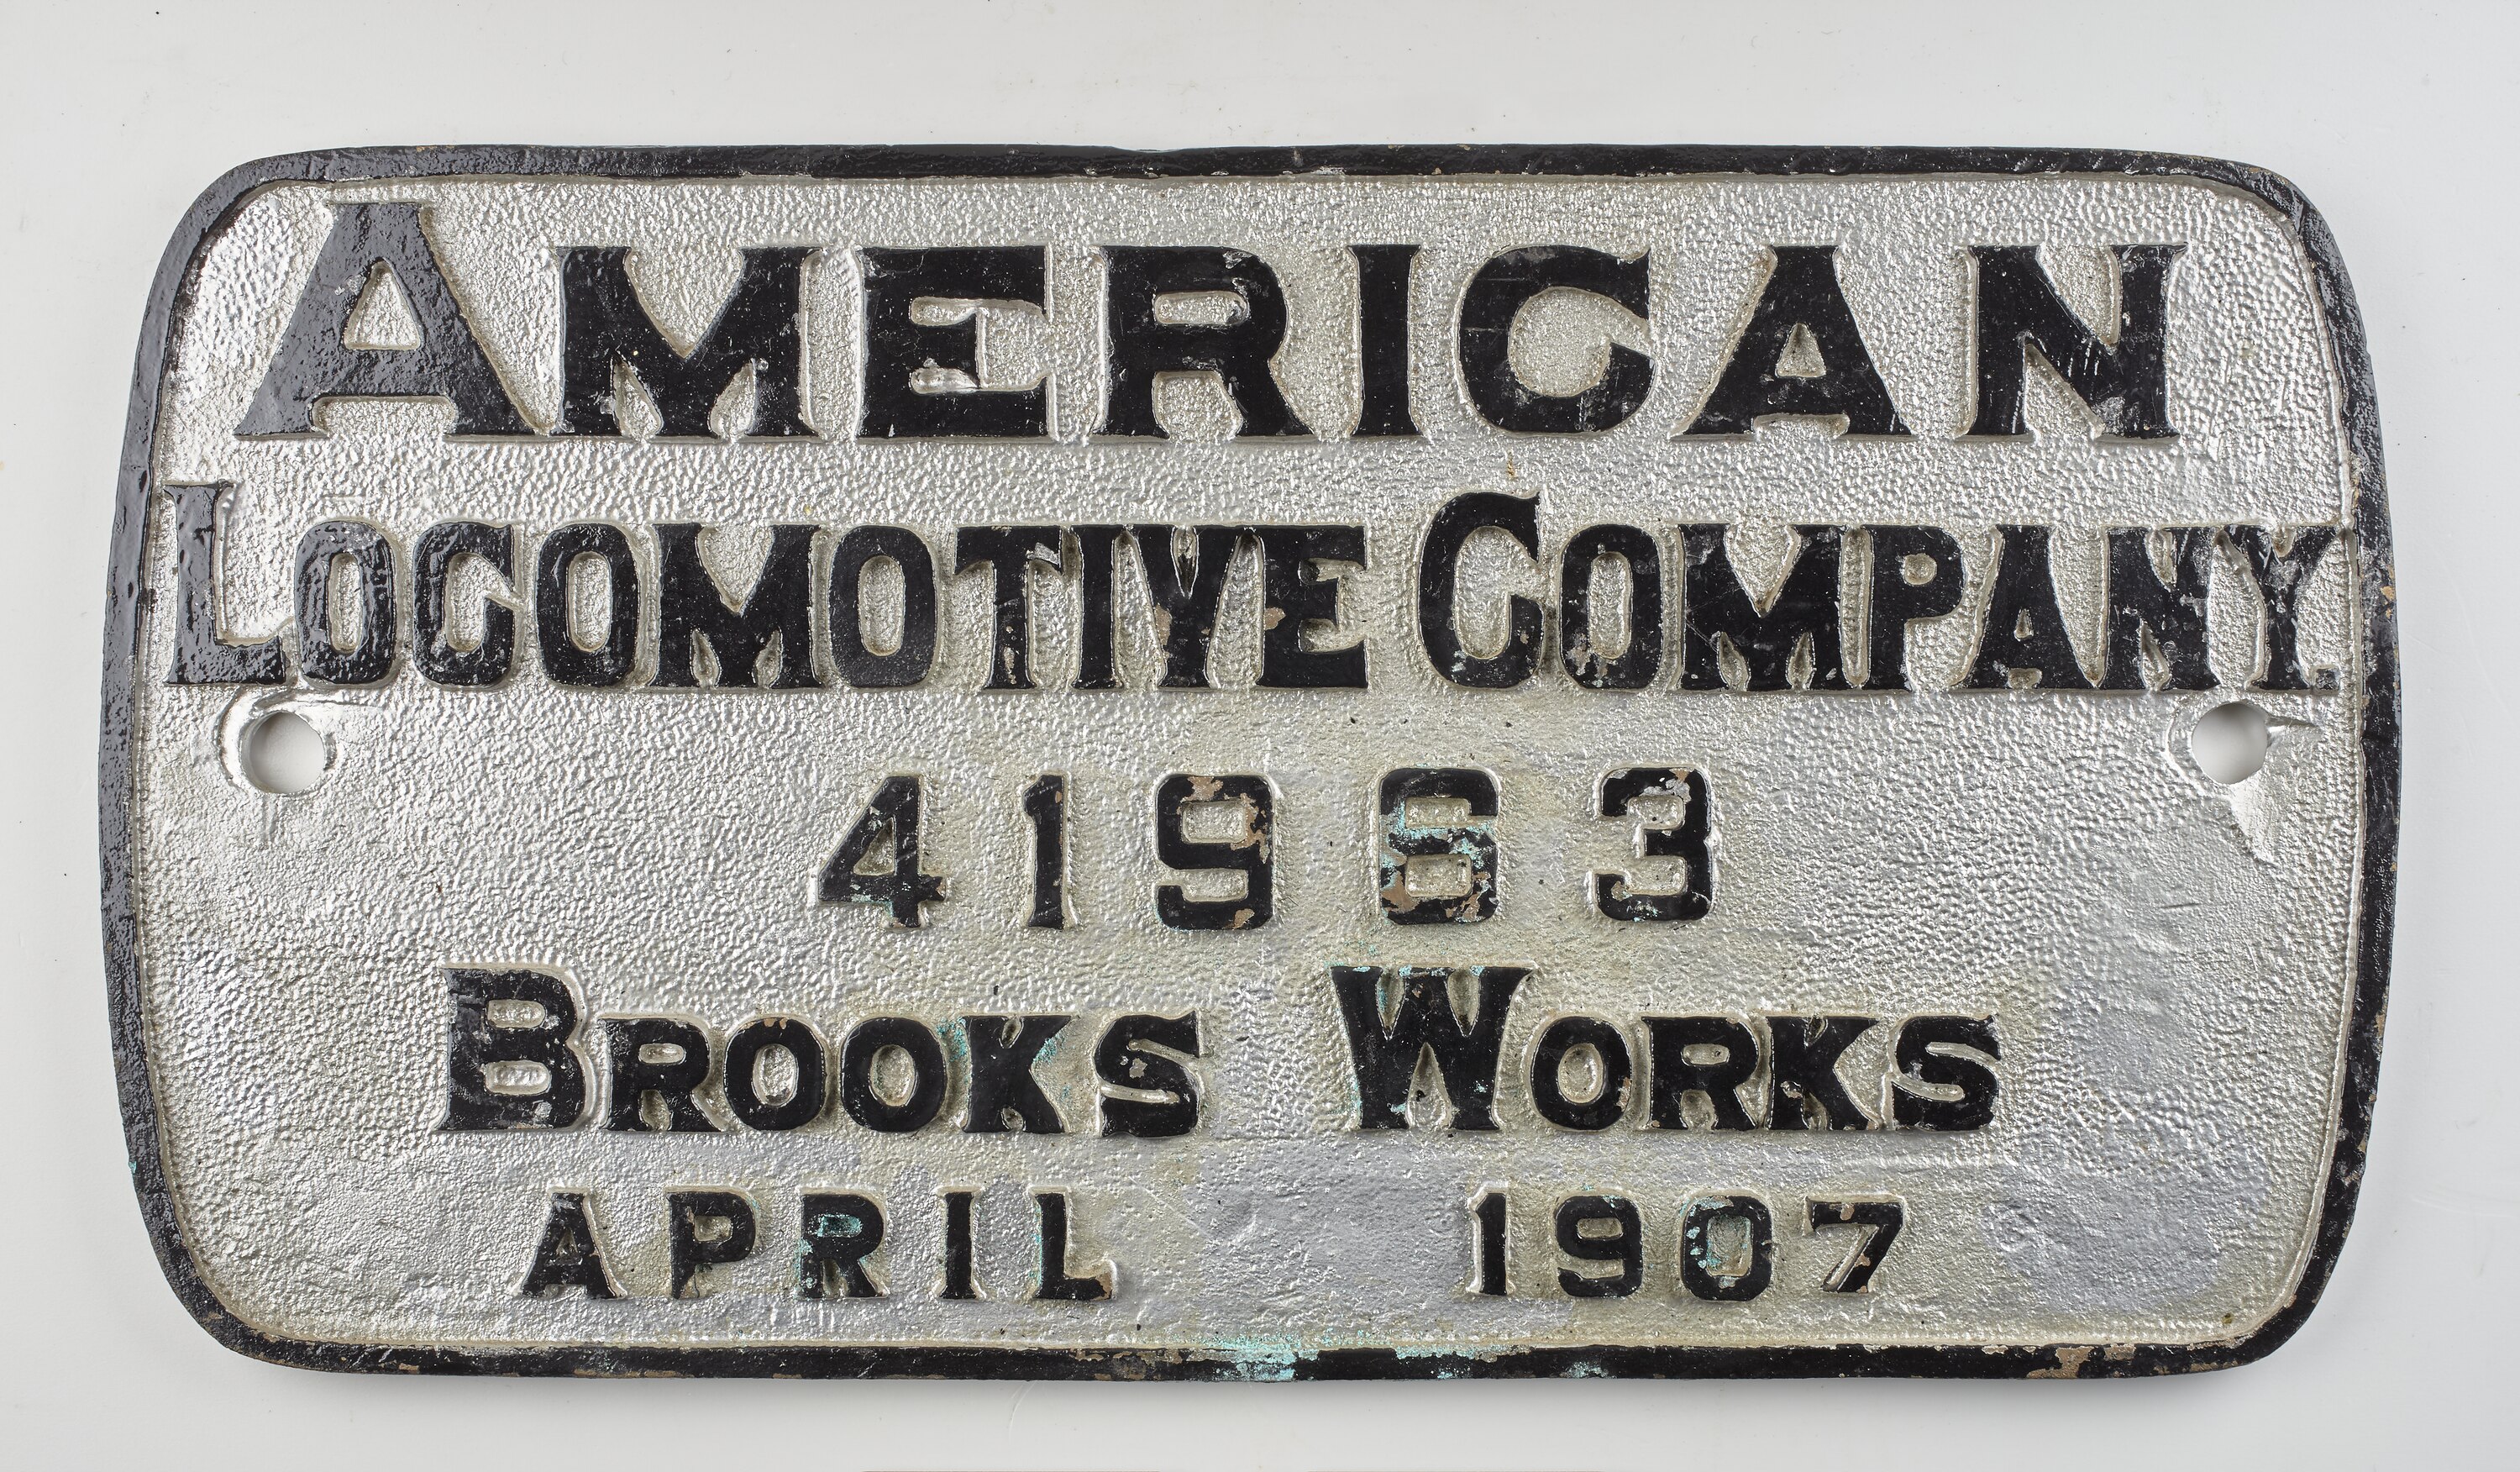 AMERICAN
LOCOMOTIVE COMPANY.
41963
BROOKS WORKS
APRIL 1907